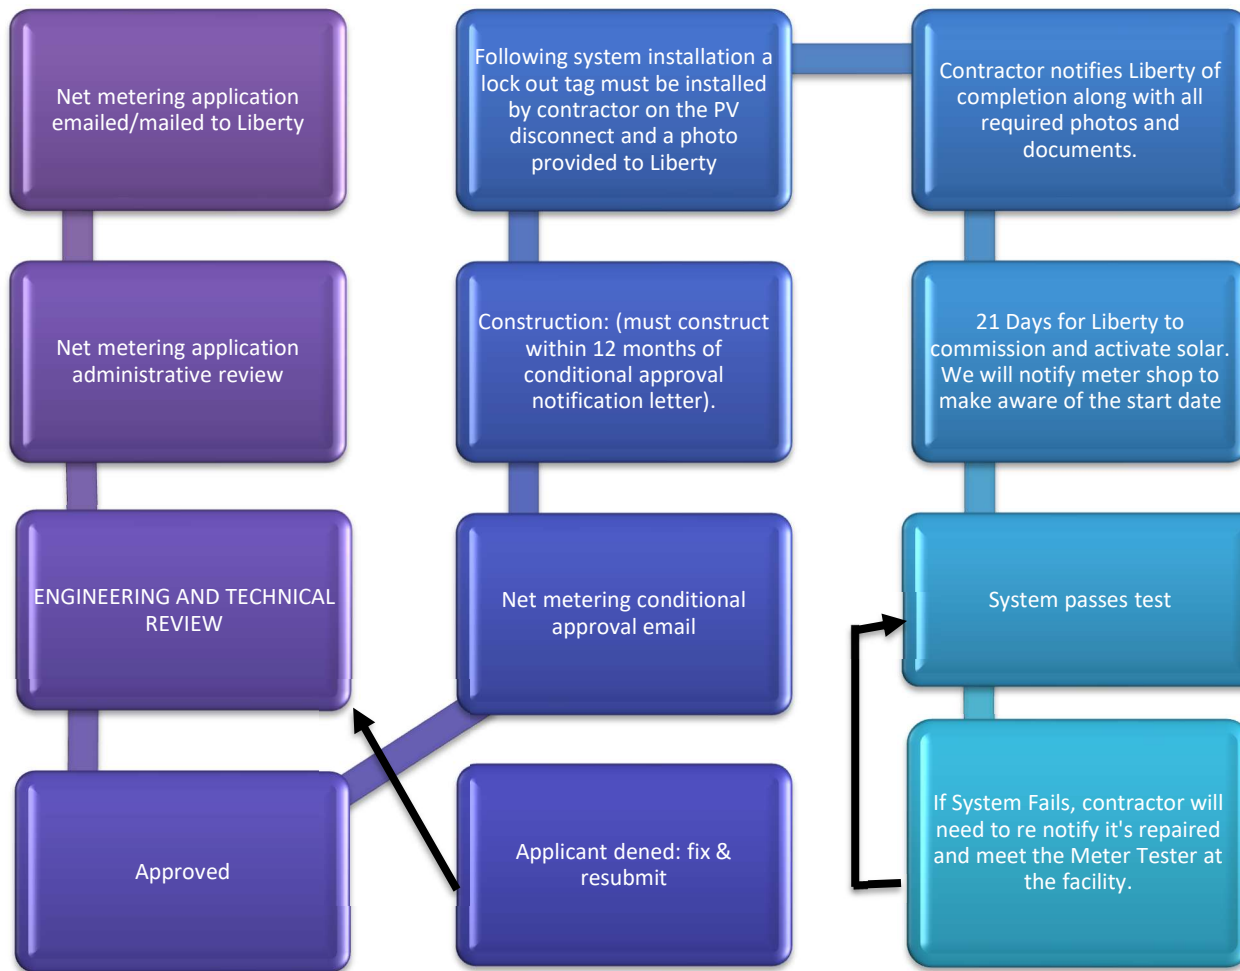 Net metering application
emailed/mailed to Liberty
Net metering application
administrative review
ENGINEERING AND TECHNICAL
REVIEW
Approved
Applicant dened: fix &
resubmit
Net metering conditional
approval email
Construction: (must construct
within 12 months of
conditional approval
notification letter).
Following system installation a
lock out tag must be installed
by contractor on the PV
disconnect and a photo
provided to Liberty
Contractor notifies Liberty of
completion along with all
required photos and
documents.
21 Days for Liberty to
commission and activate solar.
We will notify meter shop to
make aware of the start date
System passes test
If System Fails, contractor will
need to re notify it's repaired
and meet the Meter Tester at
the facility.